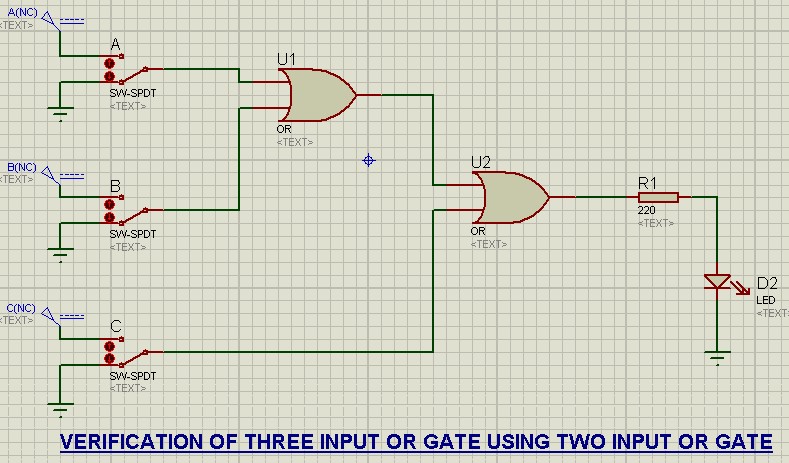 A(NC)
<TEXT>
A
SW-SPDT
<TEXT>
U1
OR
<TEXT>
B(NC)
<TEXT>
B
SW-SPDT
<TEXT>
U2
OR
<TEXT>
R1
220
<TEXT>
D2
LED
<TEXT>
C(NC)
<TEXT>
C
SW-SPDT
<TEXT>
VERIFICATION OF THREE INPUT OR GATE USING TWO INPUT OR GATE